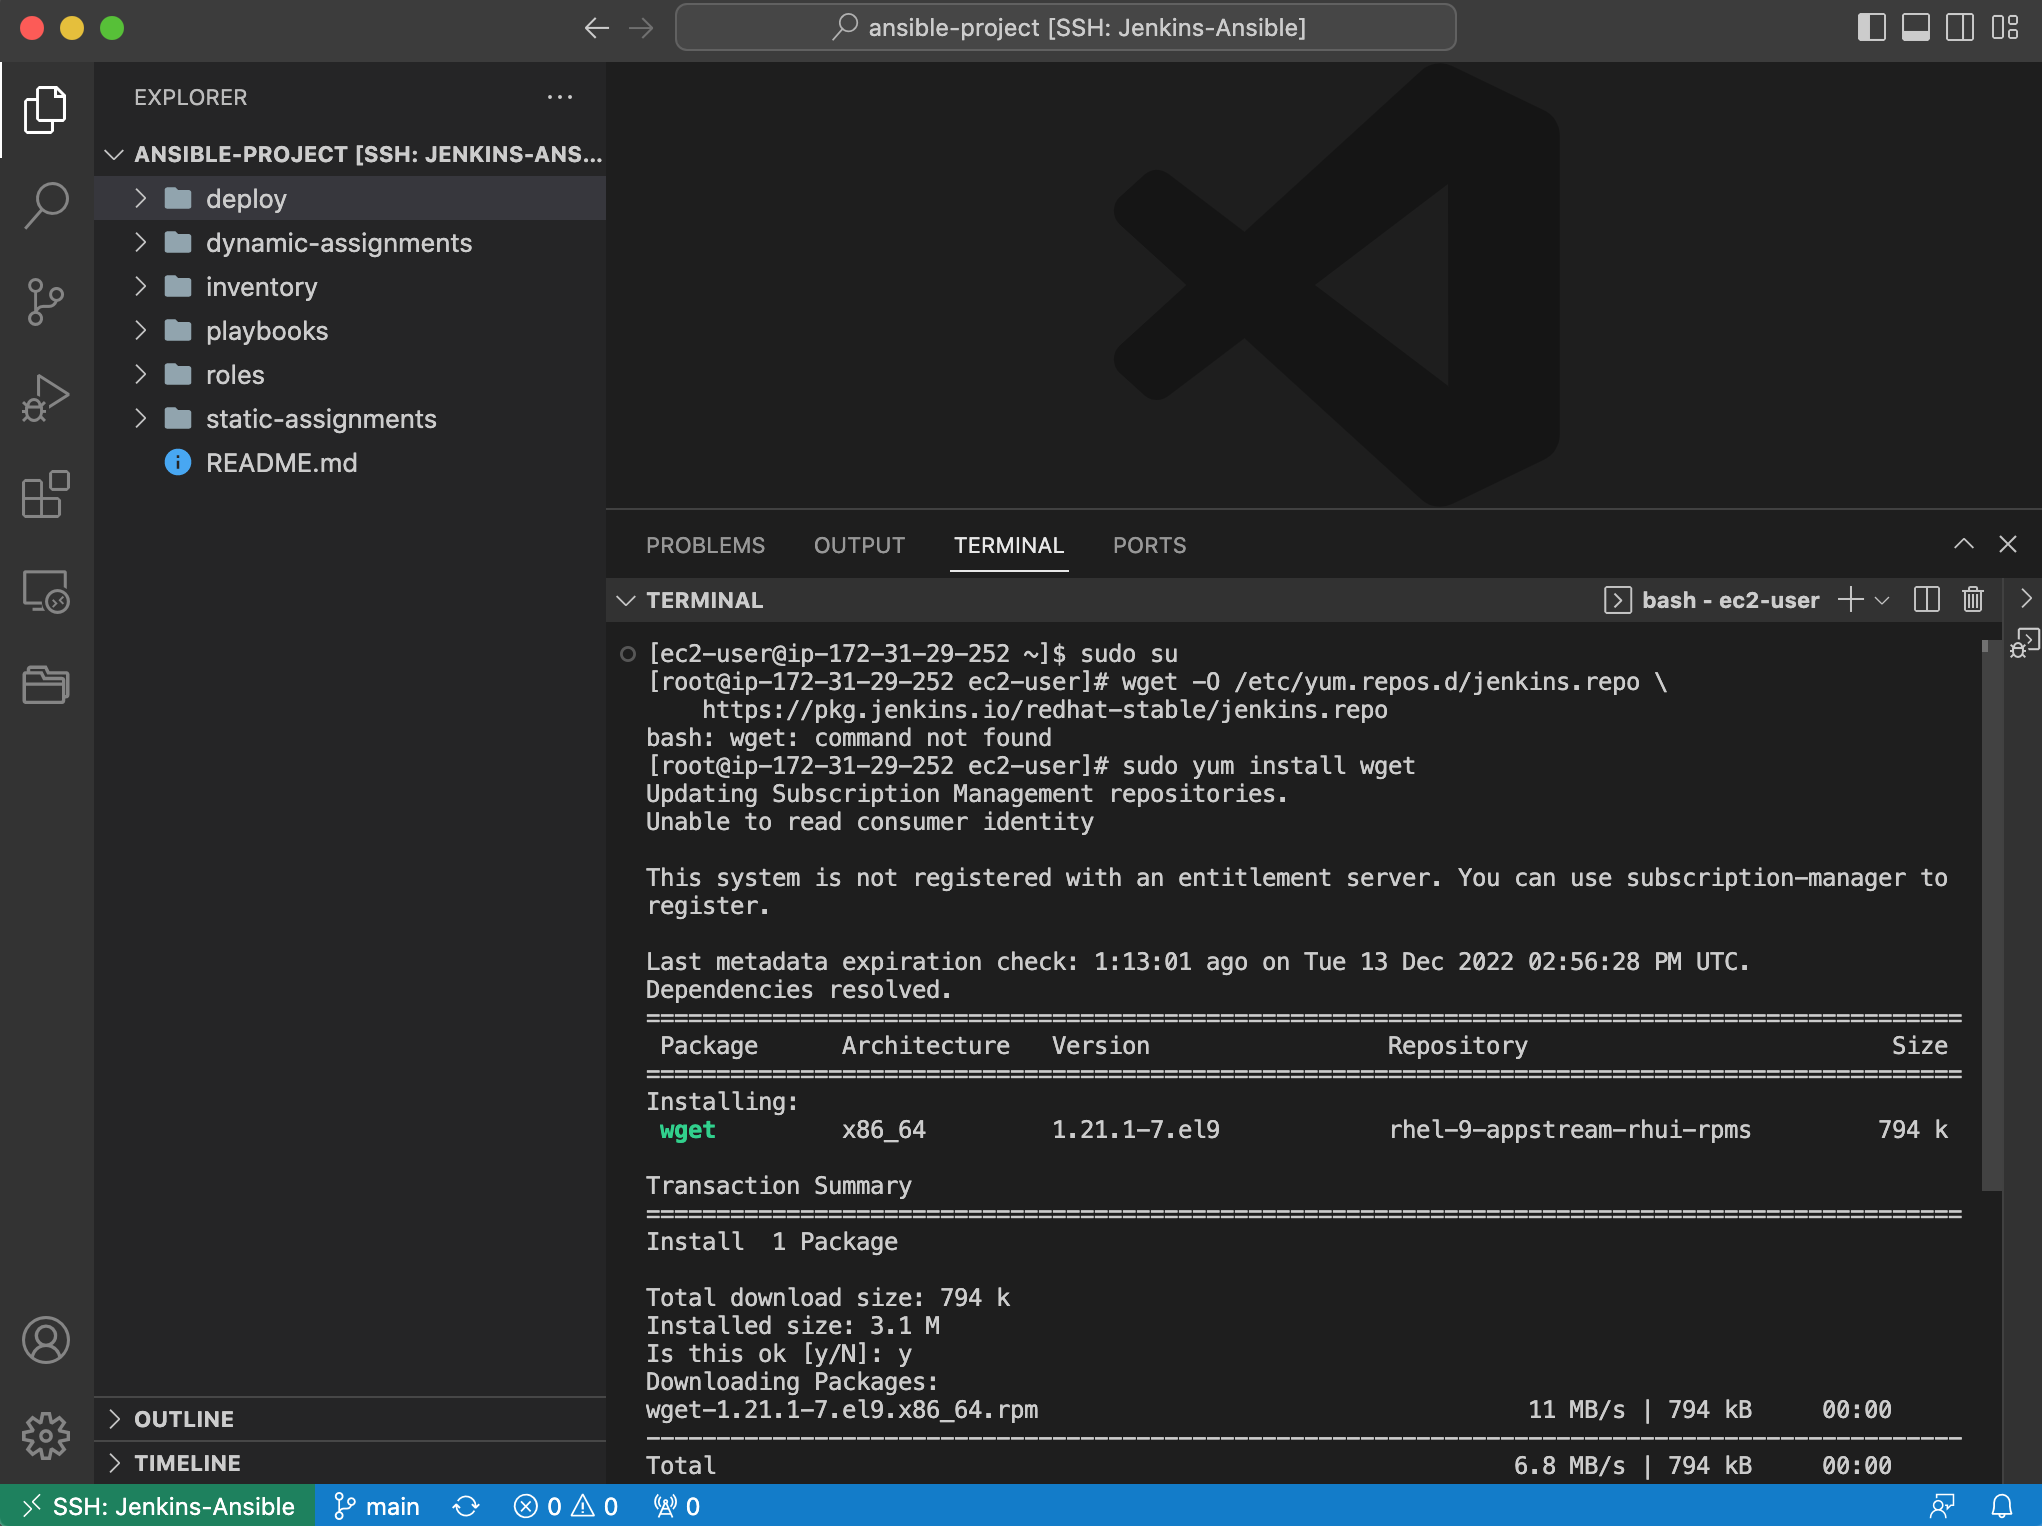 ansible-project [SSH: Jenkins-Ansible]
EXPLORER
ANSIBLE-PROJECT [SSH: JENKINS-ANS...
deploy
dynamic-assignments
inventory
playbooks
roles
static-assignments
README.md
OUTLINE
TIMELINE
PROBLEMS OUTPUT TERMINAL PORTS
TERMINAL bash - ec2-user
[ec2-user@ip-172-31-29-252 ~]$ sudo su
[root@ip-172-31-29-252 ec2-user]# wget -O /etc/yum.repos.d/jenkins.repo \
    https://pkg.jenkins.io/redhat-stable/jenkins.repo
bash: wget: command not found
[root@ip-172-31-29-252 ec2-user]# sudo yum install wget
Updating Subscription Management repositories.
Unable to read consumer identity
This system is not registered with an entitlement server. You can use subscription-manager to
register.
Last metadata expiration check: 1:13:01 ago on Tue 13 Dec 2022 02:56:28 PM UTC.
Dependencies resolved.
==============================================================================================
Package Architecture Version Repository Size
==============================================================================================
Installing:
wget x86_64 1.21.1-7.el9 rhel-9-appstream-rhui-rpms 794 k
Transaction Summary
==============================================================================================
Install  1 Package
Total download size: 794 k
Installed size: 3.1 M
Is this ok [y/N]: y
Downloading Packages:
wget-1.21.1-7.el9.x86_64.rpm 11 MB/s | 794 kB 00:00
----------------------------------------------------------------------------------------------
Total 6.8 MB/s | 794 kB 00:00
SSH: Jenkins-Ansible main 0 0 0